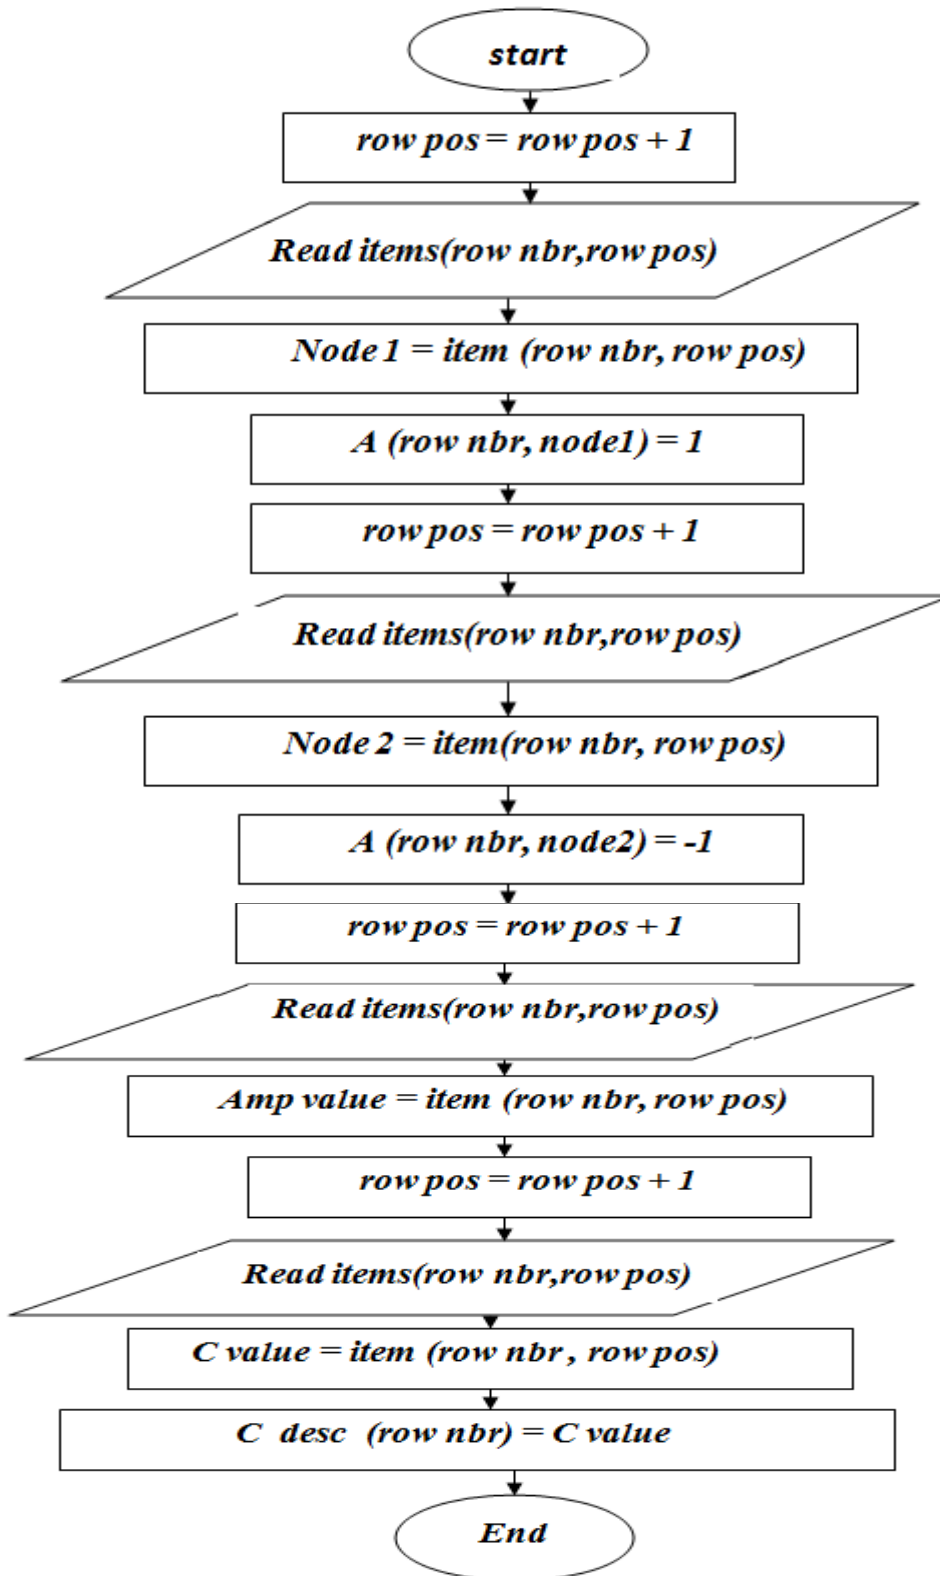 start
row pos = row pos + 1
Read items(row nbr,row pos)
Node 1 = item (row nbr, row pos)
A (row nbr, node1) = 1
row pos = row pos + 1
Read items(row nbr,row pos)
Node 2 = item(row nbr, row pos)
A (row nbr, node2) = -1
row pos = row pos + 1
Read items(row nbr,row pos)
Amp value = item (row nbr, row pos)
row pos = row pos + 1
Read items(row nbr,row pos)
C value = item (row nbr , row pos)
C desc (row nbr) = C value
End